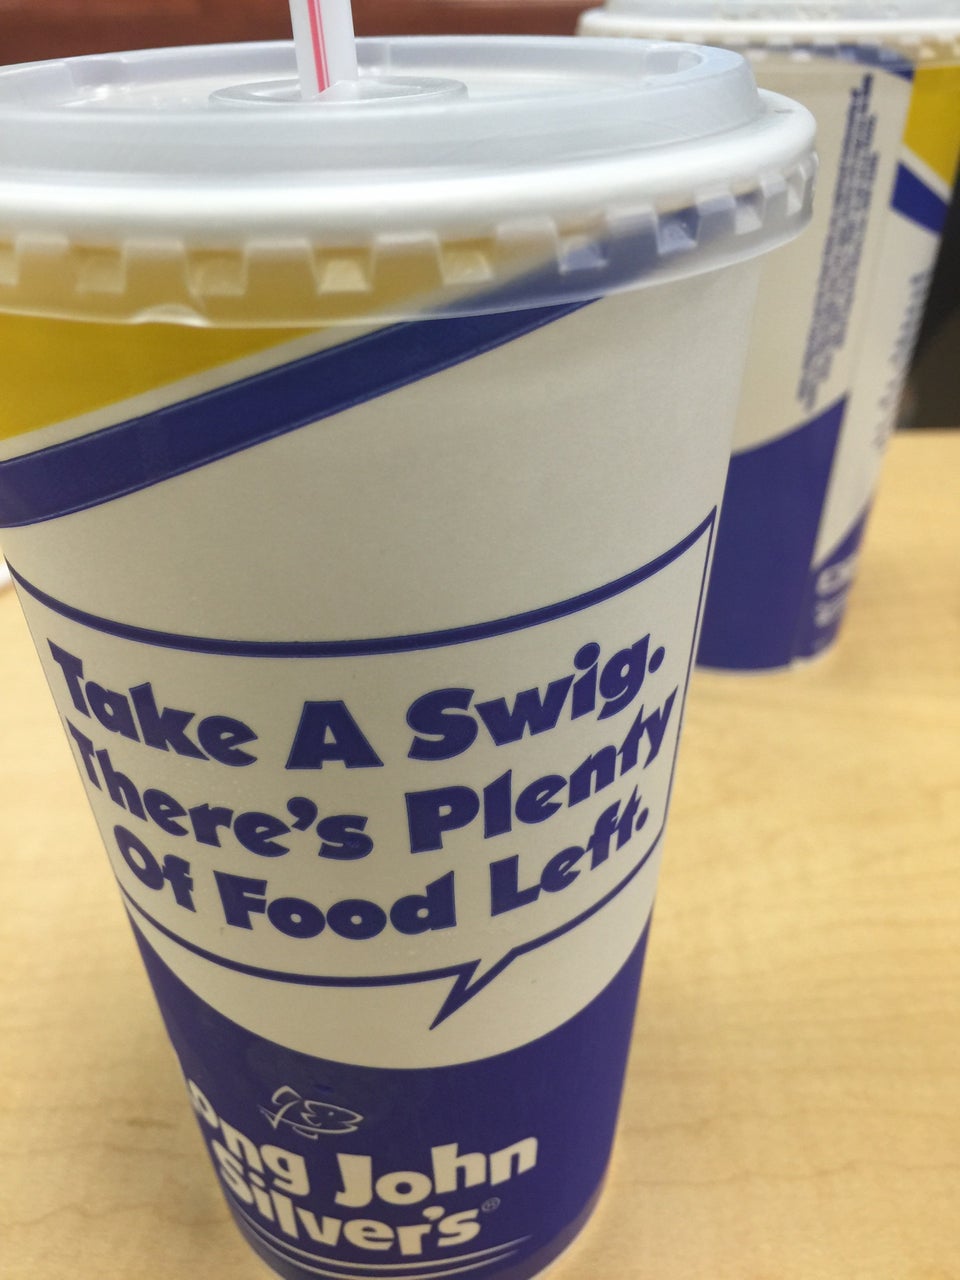 Take A Swig.
There's Plenty
Of Food Left.
ong John
Silver's®